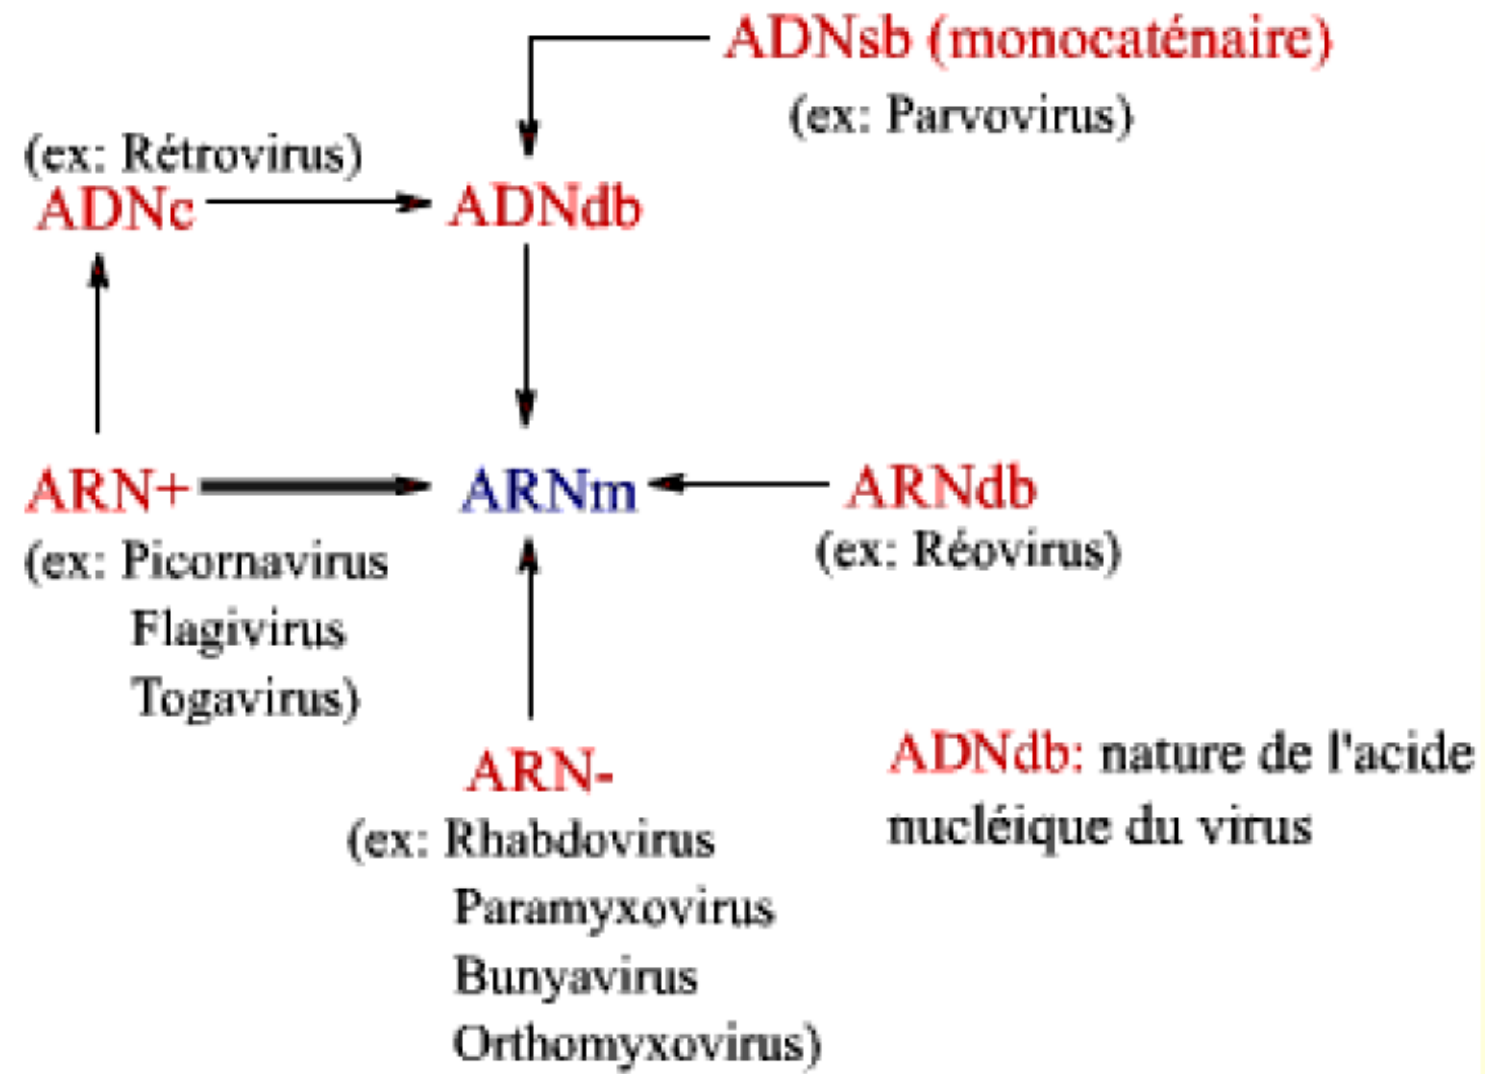 ADNsb (monocaténaire)
(ex: Parvovirus)
(ex: Rétrovirus)
ADNc
ADNdb
ARN+
ARNm
ARNdb
(ex: Picornavirus
Flagivirus
Togavirus)
(ex: Réovirus)
ARN-
(ex: Rhabdovirus
Paramyxovirus
Bunyavirus
Orthomyxovirus)
ADNdb: nature de l'acide
nucléique du virus